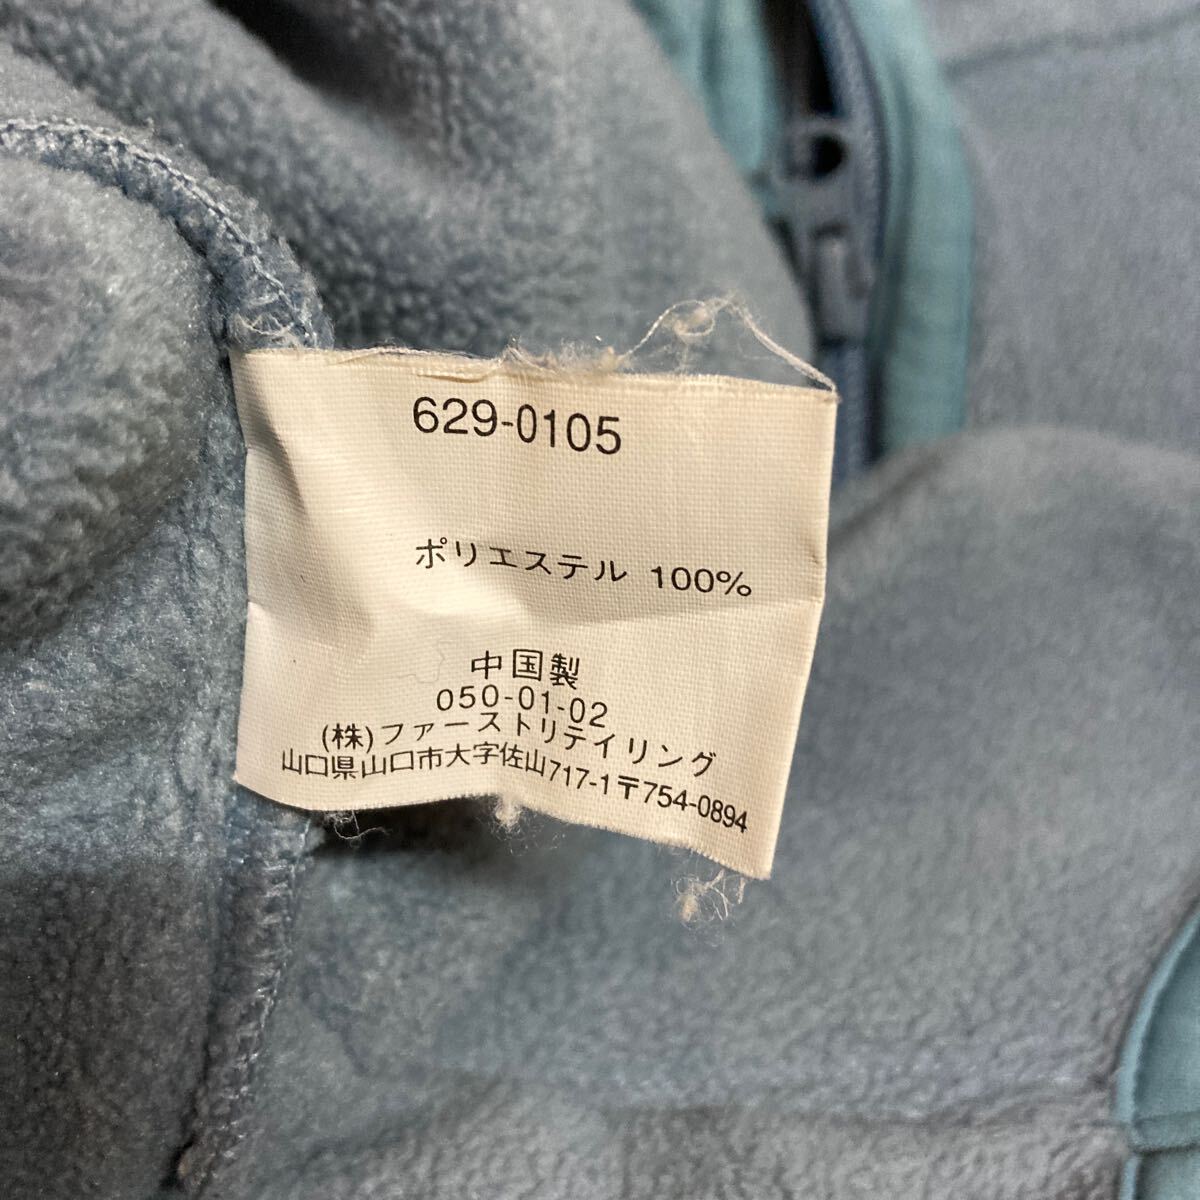 629-0105
ポリエステル 100%
中国製
050-01-02
(株)ファーストリテイリング
山口県山口市大字佐山717-1〒754-0894